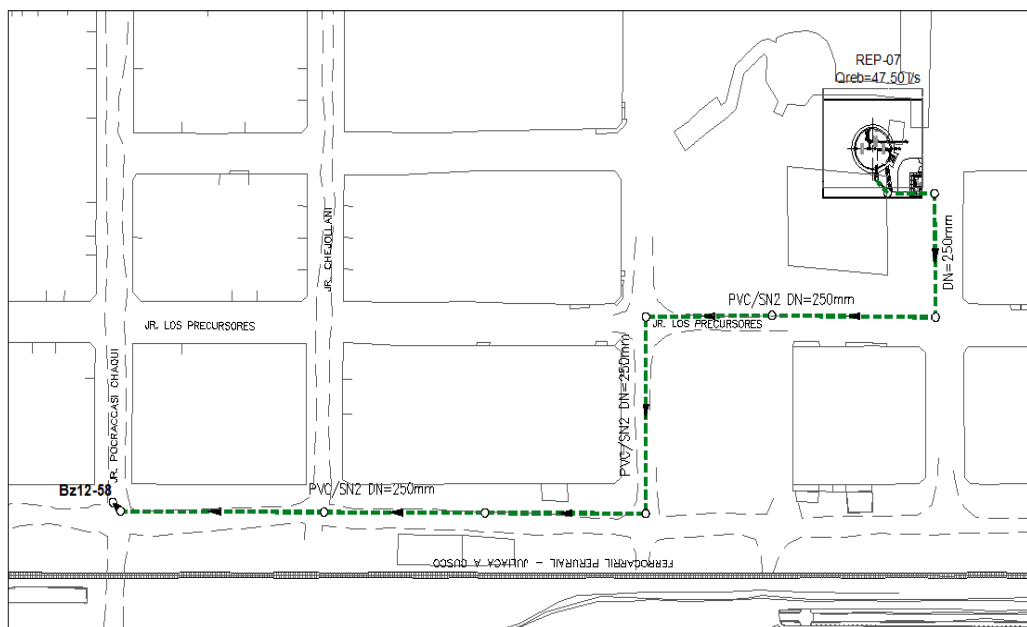 REP-07
Qreb=47.50 l/s
JR. CHEJOLLANI
DN=250mm
PVC/SN2 DN=250mm
JR. LOS PRECURSORES
JR. LOS PRECURSORES
PVC/SN2 DN=250mm
JR. POCRACCASI CHAQUI
Bz12-58
PVC/SN2 DN=250mm
FERROCARRIL PERURAIL - JULIACA A CUSCO